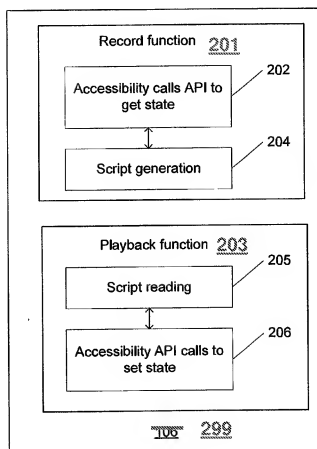 Record function 201
Accessibility calls API to
get state
202
Script generation
204
Playback function 203
Script reading
205
Accessibility API calls to
set state
206
106 299